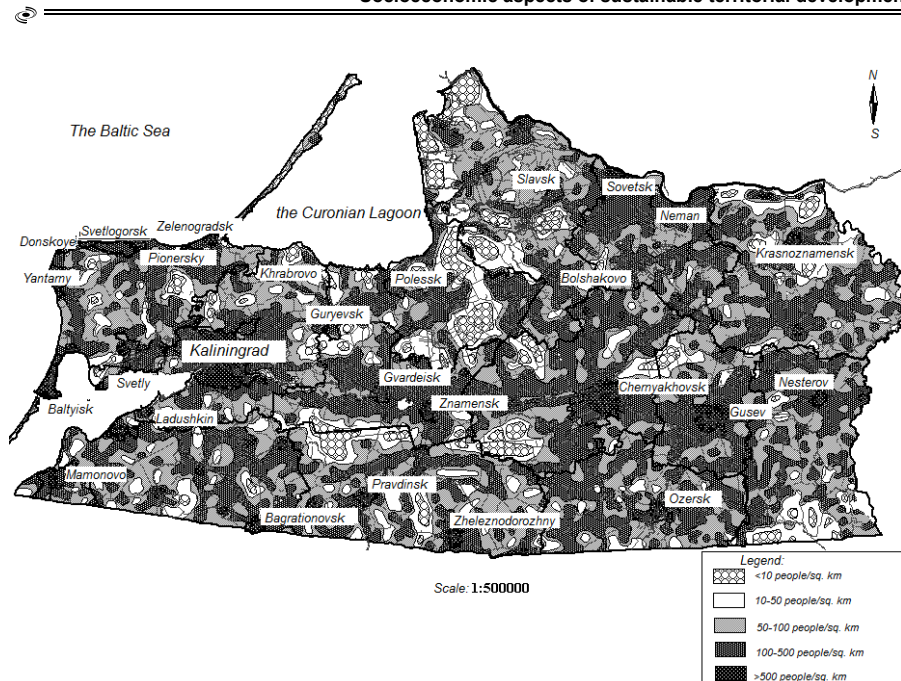 Socioeconomic aspects of sustainable territorial developmen
N
S
The Baltic Sea
Slavsk
Sovetsk
the Curonian Lagoon
Neman
Zelenogradsk
Svetlogorsk
Donskoye
Pionersky
Krasnoznamensk
Yantarny
Khrabrovo
Polessk
Bolshakovo
Guryevsk
Kaliningrad
Gvardeisk
Chernyakhovsk
Nesterov
Svetly
Baltyisk
Znamensk
Gusev
Ladushkin
Mamonovo
Pravdinsk
Ozersk
Bagrationovsk
Zheleznodorozhny
Scale: 1:500000
Legend:
<10 people/sq. km
10-50 people/sq. km
50-100 people/sq. km
100-500 people/sq. km
>500 people/sq. km